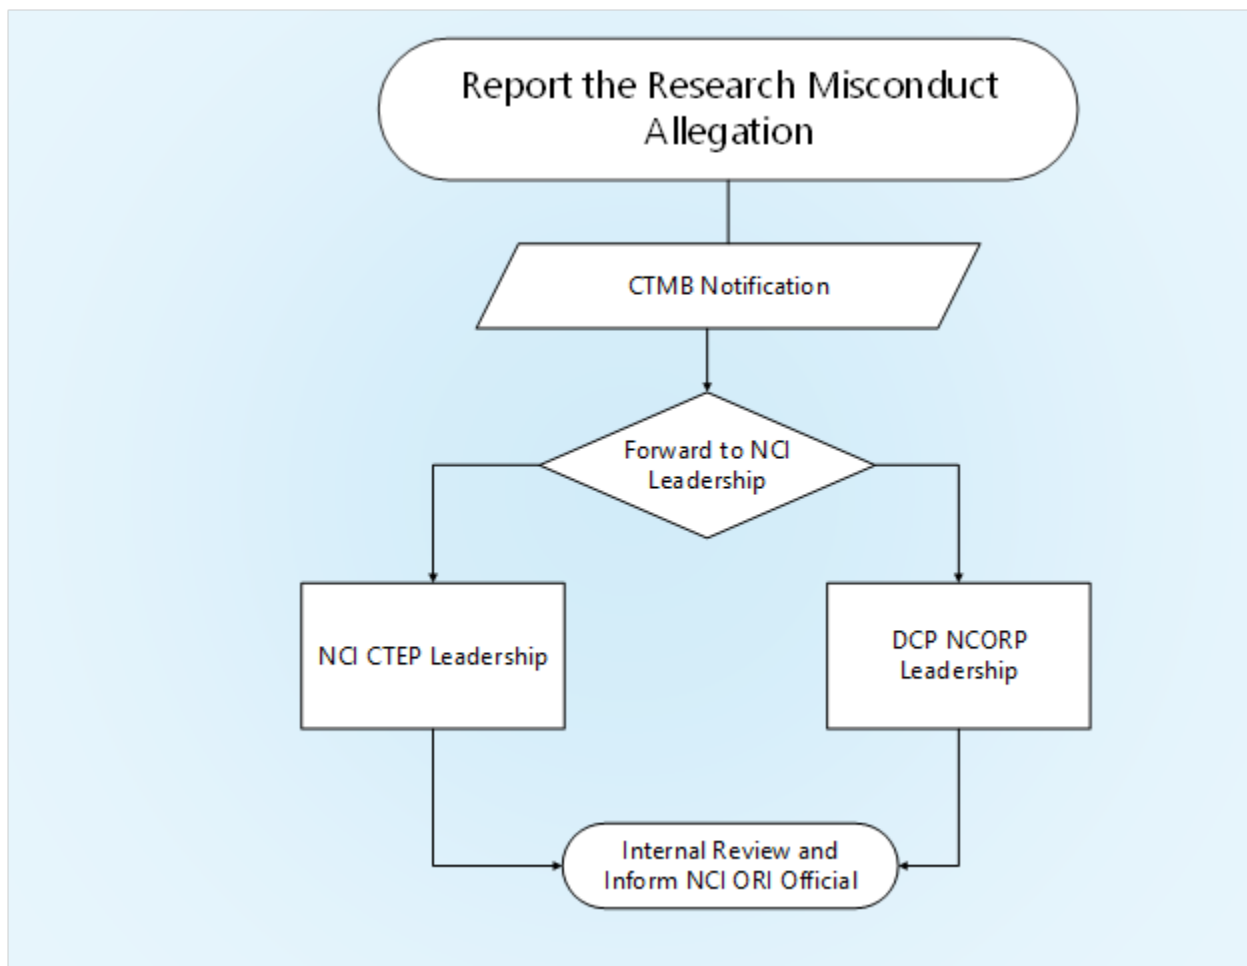 Report the Research Misconduct
Allegation
CTMB Notification
Forward to NCI
Leadership
NCI CTEP Leadership
DCP NCORP
Leadership
Internal Review and
Inform NCI ORI Official